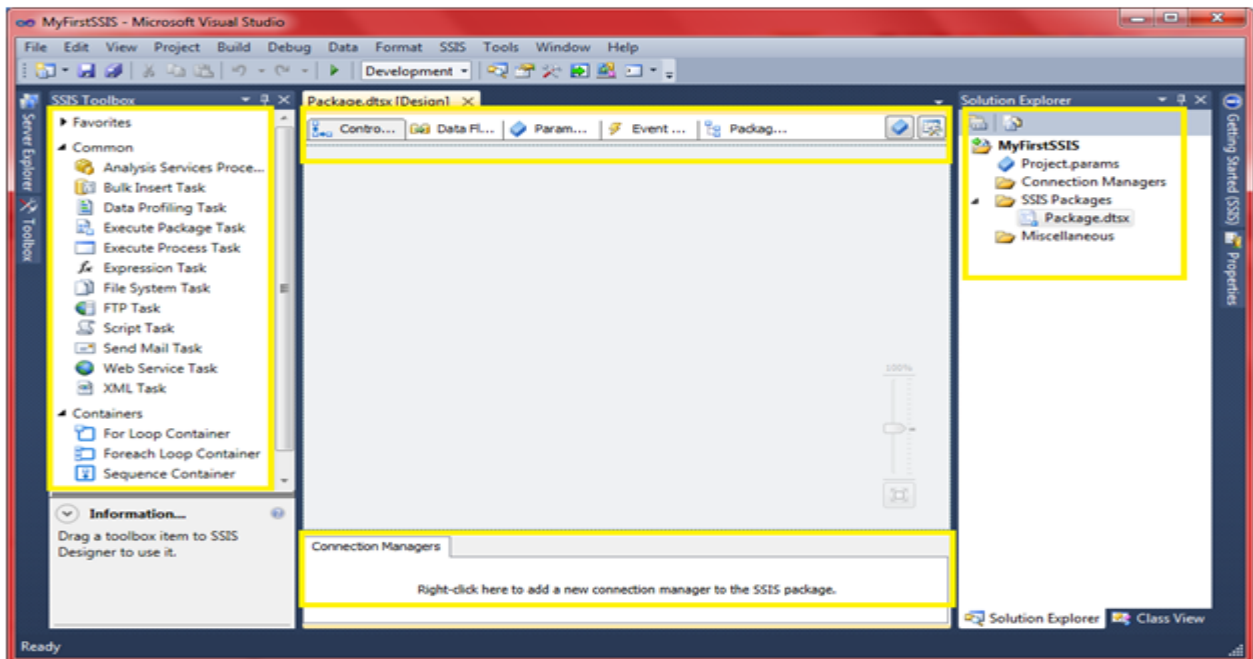 MyFirstSSIS - Microsoft Visual Studio
File Edit View Project Build Debug Data Format SSIS Tools Window Help
Development
Server Explorer
Toolbox
SSIS Toolbox
Favorites
Common
Analysis Services Proce...
Bulk Insert Task
Data Profiling Task
Execute Package Task
Execute Process Task
Expression Task
File System Task
FTP Task
Script Task
Send Mail Task
Web Service Task
XML Task
Containers
For Loop Container
Foreach Loop Container
Sequence Container
Information...
Drag a toolbox item to SSIS
Designer to use it.
Package.dtsx [Design]
Contro... Data Fl... Param... Event ... Packag...
100%
Connection Managers
Right-click here to add a new connection manager to the SSIS package.
Solution Explorer
MyFirstSSIS
Project.params
Connection Managers
SSIS Packages
Package.dtsx
Miscellaneous
Solution Explorer Class View
Getting Started (SSIS)
Properties
Ready